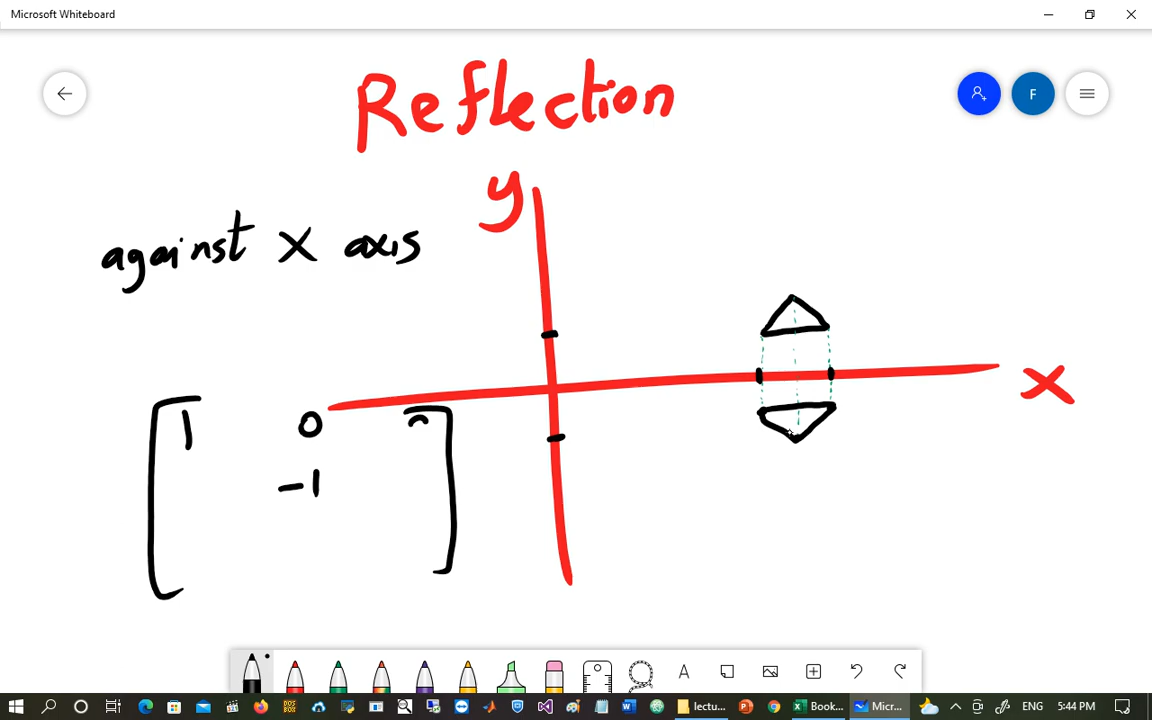 Microsoft Whiteboard
F
Reflection
y
against X axis
X
1 0
-1
A
lectu...
Book...
Micr...
ENG
5:44 PM